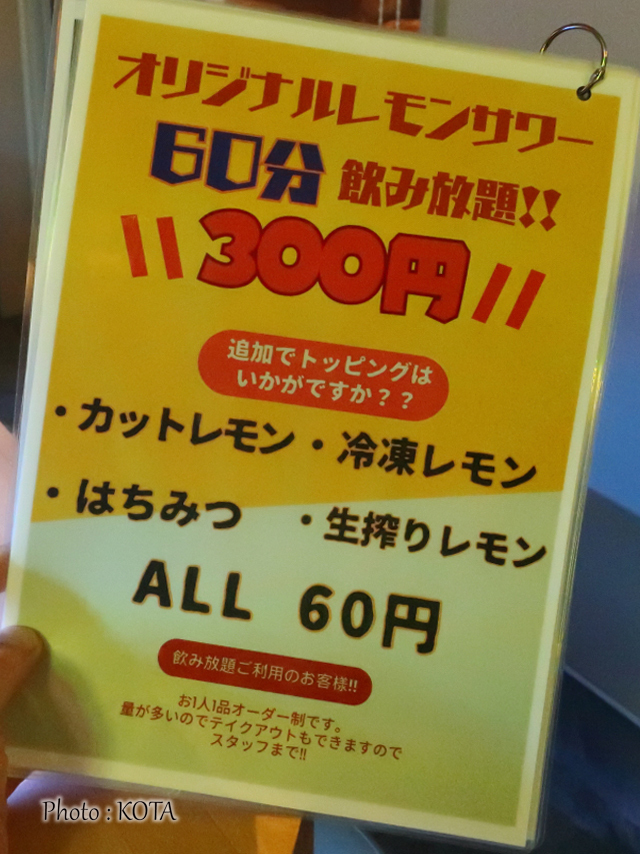 オリジナルレモンサワー
60分 飲み放題!!
300円
追加でトッピングは
いかがですか??
・カットレモン・冷凍レモン
・はちみつ ・生搾りレモン
ALL 60円
飲み放題ご利用のお客様!!
お1人1品オーダー制です。
量が多いのでテイクアウトもできますので
スタッフまで!!
Photo : KOTA